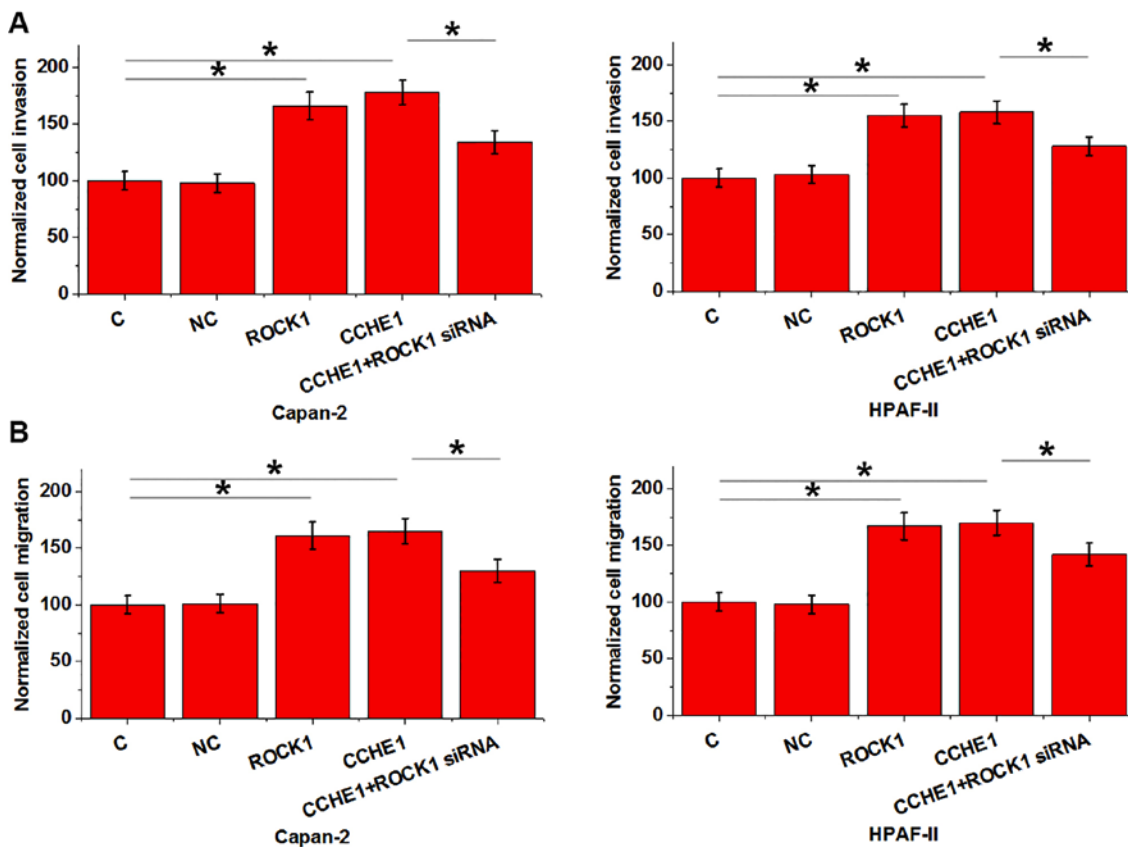 A
Normalized cell invasion
200
150
100
50
0
*
*
*
C
NC
ROCK1
CCHE1
CCHE1+ROCK1 siRNA
Capan-2
Normalized cell invasion
200
150
100
50
0
*
*
*
C
NC
ROCK1
CCHE1
CCHE1+ROCK1 siRNA
HPAF-II
B
Normalized cell migration
200
150
100
50
0
*
*
*
C
NC
ROCK1
CCHE1
CCHE1+ROCK1 siRNA
Capan-2
Normalized cell migration
200
150
100
50
0
*
*
*
C
NC
ROCK1
CCHE1
CCHE1+ROCK1 siRNA
HPAF-II